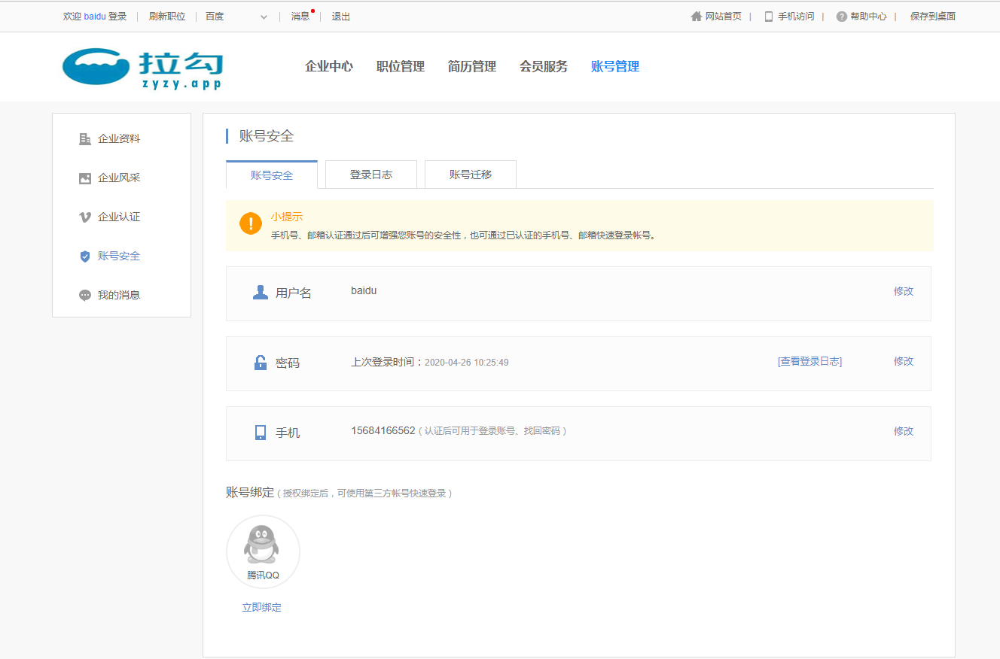 欢迎 baidu 登录 刷新职位 百度 消息 退出 网站首页 | 手机访问 | 帮助中心 | 保存到桌面
拉勾
zyzy.app
企业中心 职位管理 简历管理 会员服务 账号管理
企业资料
企业风采
企业认证
账号安全
我的消息
账号安全
账号安全 登录日志 账号迁移
小提示
手机号、邮箱认证通过后可增强您账号的安全性，也可通过已认证的手机号、邮箱快速登录帐号。
用户名 baidu 修改
密码 上次登录时间：2020-04-26 10:25:49 [查看登录日志] 修改
手机 15684166562 ( 认证后可用于登录账号、找回密码 ) 修改
账号绑定 ( 授权绑定后，可使用第三方帐号快速登录 )
腾讯QQ
立即绑定